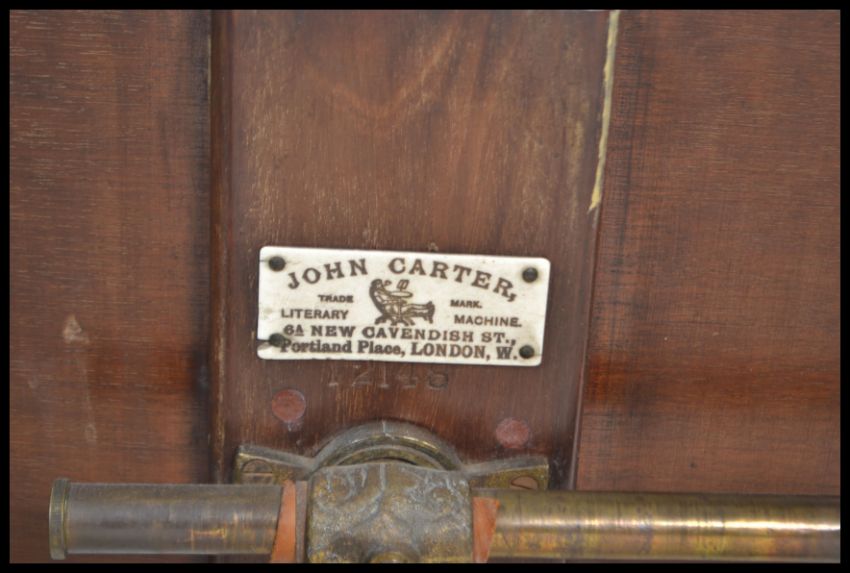 JOHN CARTER,
TRADE MARK.
LITERARY MACHINE.
6A NEW CAVENDISH ST.,
Portland Place, LONDON, W.